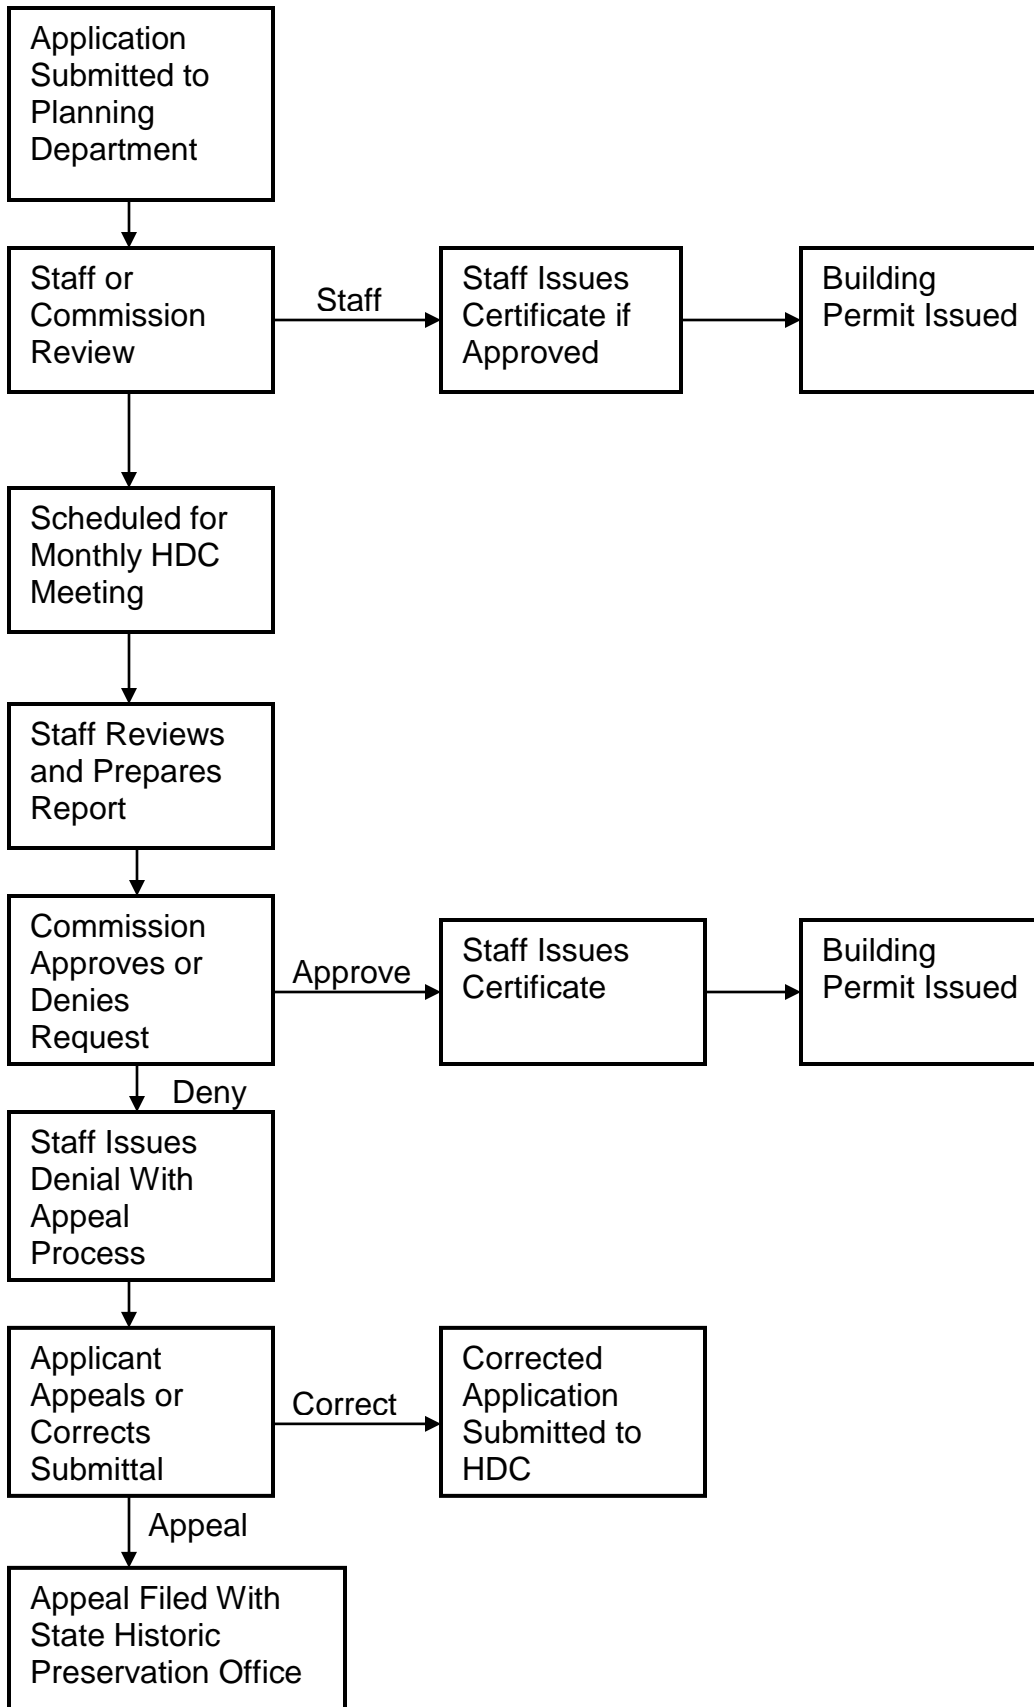 Application
Submitted to
Planning
Department
Staff or
Commission
Review
Staff
Staff Issues
Certificate if
Approved
Building
Permit Issued
Scheduled for
Monthly HDC
Meeting
Staff Reviews
and Prepares
Report
Commission
Approves or
Denies
Request
Approve
Staff Issues
Certificate
Building
Permit Issued
Deny
Staff Issues
Denial With
Appeal
Process
Applicant
Appeals or
Corrects
Submittal
Correct
Corrected
Application
Submitted to
HDC
Appeal
Appeal Filed With
State Historic
Preservation Office